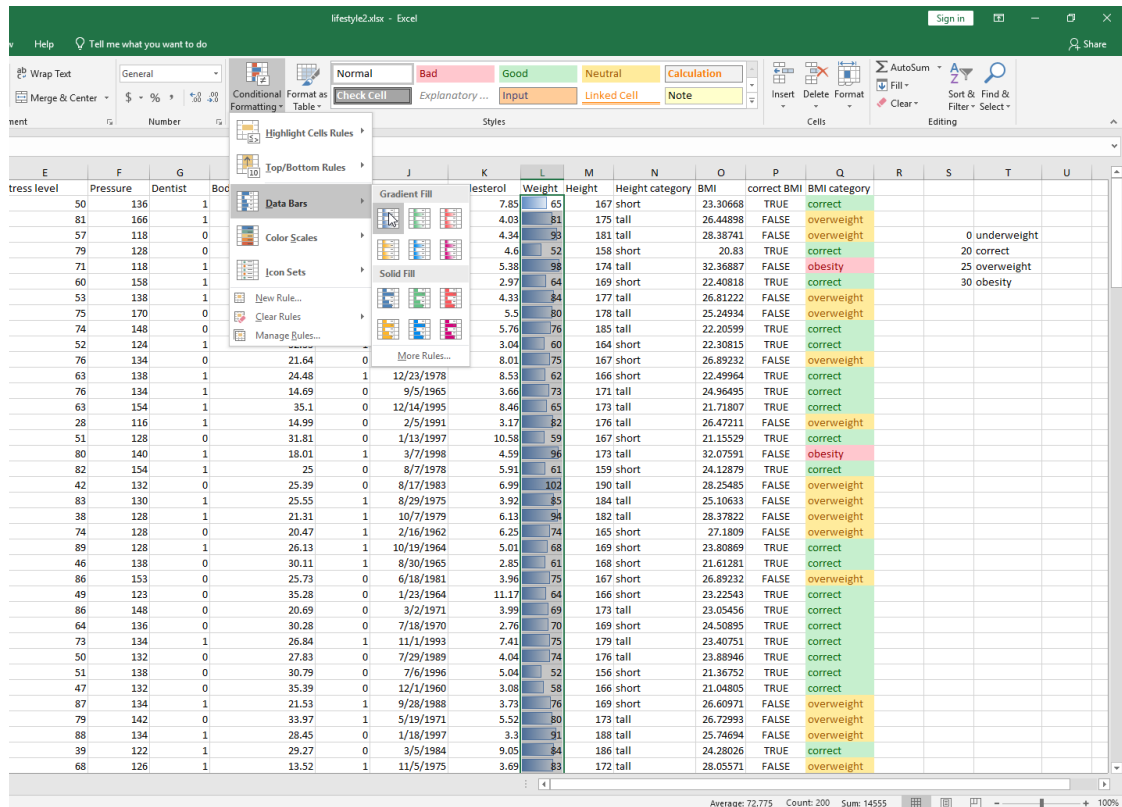 lifestyle2.xlsx - Excel
Sign in
Help Tell me what you want to do
Share
Wrap Text
General
Conditional Formatting
Format as Table
Normal Bad Good Neutral Calculation
Insert Delete Format
AutoSum
Fill
Clear
Sort & Filter
Find & Select
Merge & Center
$ % ,
Check Cell Explanatory ... Input Linked Cell Note
Number Styles Cells Editing
Highlight Cells Rules
Top/Bottom Rules
Data Bars
Color Scales
Icon Sets
New Rule...
Clear Rules
Manage Rules...
Gradient Fill
Solid Fill
More Rules...
E F G J K L M N O P Q R S T U
tress level Pressure Dentist Bod lesterol Weight Height Height category BMI correct BMI BMI category
50 136 1 7.85 65 167 short 23.30668 TRUE correct
81 166 1 4.03 81 175 tall 26.44898 FALSE overweight
57 118 0 4.34 93 181 tall 28.38741 FALSE overweight 0 underweight
79 128 0 4.6 52 158 short 20.83 TRUE correct 20 correct
71 118 1 5.38 98 174 tall 32.36887 FALSE obesity 25 overweight
60 158 1 2.97 64 169 short 22.40818 TRUE correct 30 obesity
53 138 1 4.33 84 177 tall 26.81222 FALSE overweight
75 170 0 5.5 80 178 tall 25.24934 FALSE overweight
74 148 0 5.76 76 185 tall 22.20599 TRUE correct
52 124 1 3.04 60 164 short 22.30815 TRUE correct
76 134 0 21.64 0 8.01 75 167 short 26.89232 FALSE overweight
63 138 1 24.48 1 12/23/1978 8.53 62 166 short 22.49964 TRUE correct
76 134 1 14.69 0 9/5/1965 3.66 73 171 tall 24.96495 TRUE correct
63 154 1 35.1 0 12/14/1995 8.46 65 173 tall 21.71807 TRUE correct
28 116 1 14.99 0 2/5/1991 3.17 82 176 tall 26.47211 FALSE overweight
51 128 0 31.81 0 1/13/1997 10.58 59 167 short 21.15529 TRUE correct
80 140 1 18.01 1 3/7/1998 4.59 96 173 tall 32.07591 FALSE obesity
82 154 1 25 0 8/7/1978 5.91 61 159 short 24.12879 TRUE correct
42 132 0 25.39 0 8/17/1983 6.99 102 190 tall 28.25485 FALSE overweight
83 130 1 25.55 1 8/29/1975 3.92 85 184 tall 25.10633 FALSE overweight
38 128 1 21.31 1 10/7/1979 6.13 94 182 tall 28.37822 FALSE overweight
74 128 0 20.47 1 2/16/1962 6.25 74 165 short 27.1809 FALSE overweight
89 128 1 26.13 1 10/19/1964 5.01 68 169 short 23.80869 TRUE correct
46 138 0 30.11 1 8/30/1965 2.85 61 168 short 21.61281 TRUE correct
86 153 0 25.73 0 6/18/1981 3.96 75 167 short 26.89232 FALSE overweight
49 123 0 35.28 0 1/23/1964 11.17 64 166 short 23.22543 TRUE correct
86 148 0 20.69 0 3/2/1971 3.99 69 173 tall 23.05456 TRUE correct
64 136 0 30.28 0 7/18/1970 2.76 70 169 short 24.50895 TRUE correct
73 134 1 26.84 1 11/1/1993 7.41 75 179 tall 23.40751 TRUE correct
50 132 0 27.83 0 7/29/1989 4.04 74 176 tall 23.88946 TRUE correct
51 138 0 30.79 0 7/6/1996 5.04 52 156 short 21.36752 TRUE correct
47 132 0 35.39 0 12/1/1960 3.08 58 166 short 21.04805 TRUE correct
87 134 1 21.53 1 9/28/1988 3.73 76 169 short 26.60971 FALSE overweight
79 142 0 33.97 1 5/19/1971 5.52 80 173 tall 26.72993 FALSE overweight
88 134 1 28.45 0 1/18/1997 3.3 91 188 tall 25.74694 FALSE overweight
39 122 1 29.27 0 3/5/1984 9.05 84 186 tall 24.28026 TRUE correct
68 126 1 13.52 1 11/5/1975 3.69 83 172 tall 28.05571 FALSE overweight
Average: 72.775 Count: 200 Sum: 14555 100%